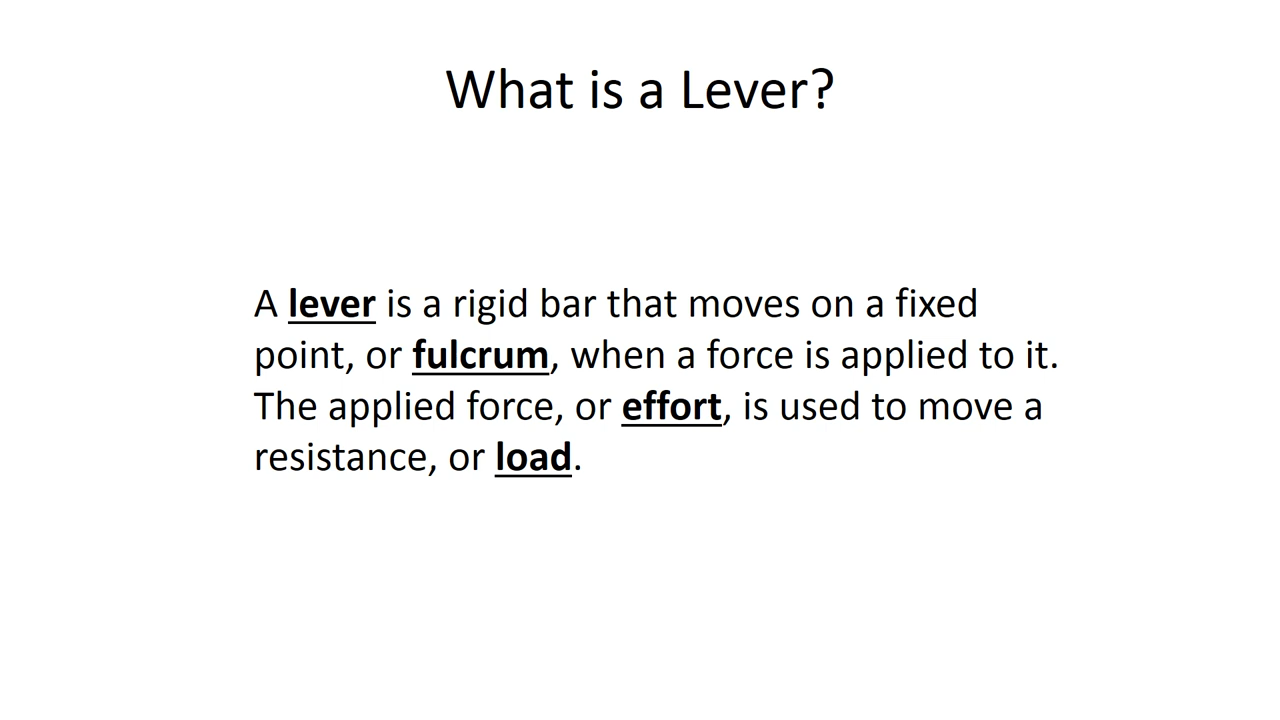 What is a Lever?
A lever is a rigid bar that moves on a fixed
point, or fulcrum, when a force is applied to it.
The applied force, or effort, is used to move a
resistance, or load.